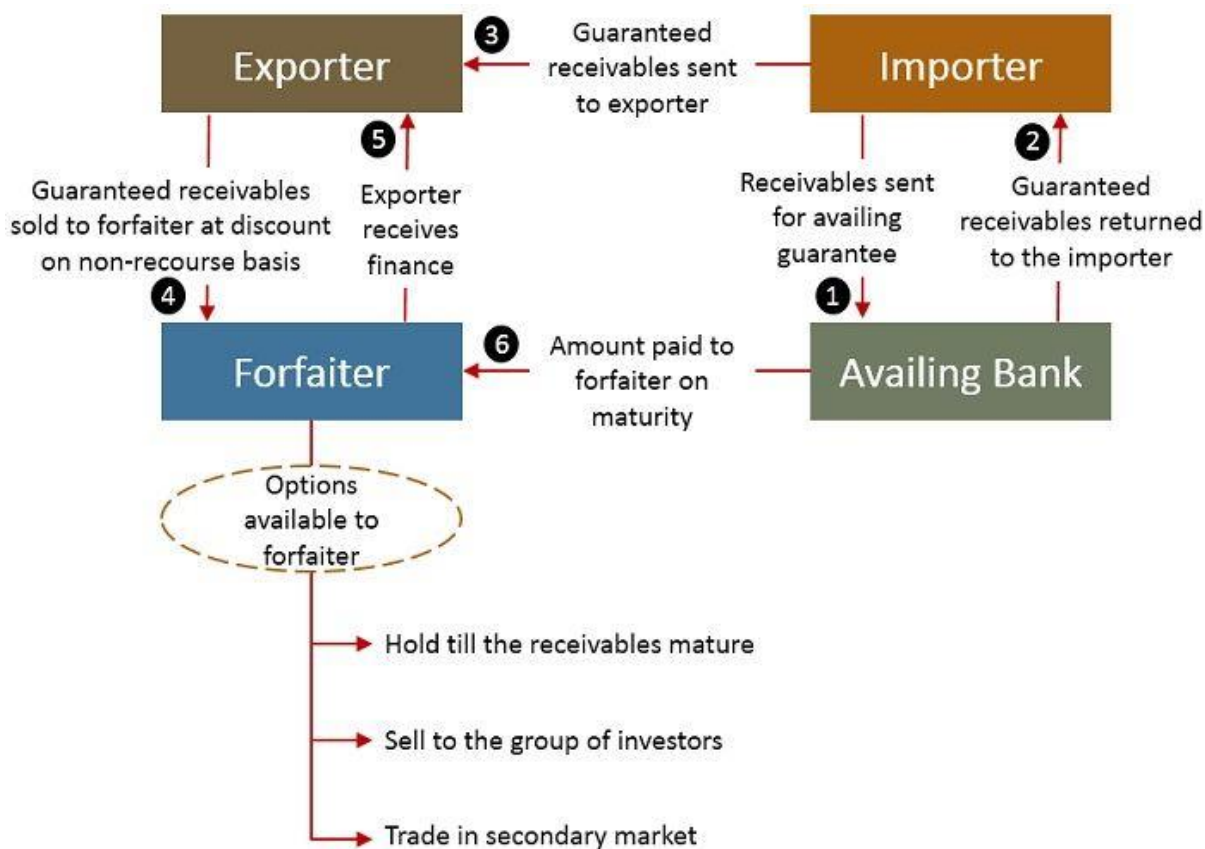 Exporter
3
Guaranteed
receivables sent
to exporter
Importer
5
2
Guaranteed receivables
sold to forfaiter at discount
on non-recourse basis
4
Exporter
receives
finance
Receivables sent
for availing
guarantee
1
Guaranteed
receivables returned
to the importer
Forfaiter
6
Amount paid to
forfaiter on
maturity
Availing Bank
Options
available to
forfaiter
Hold till the receivables mature
Sell to the group of investors
Trade in secondary market